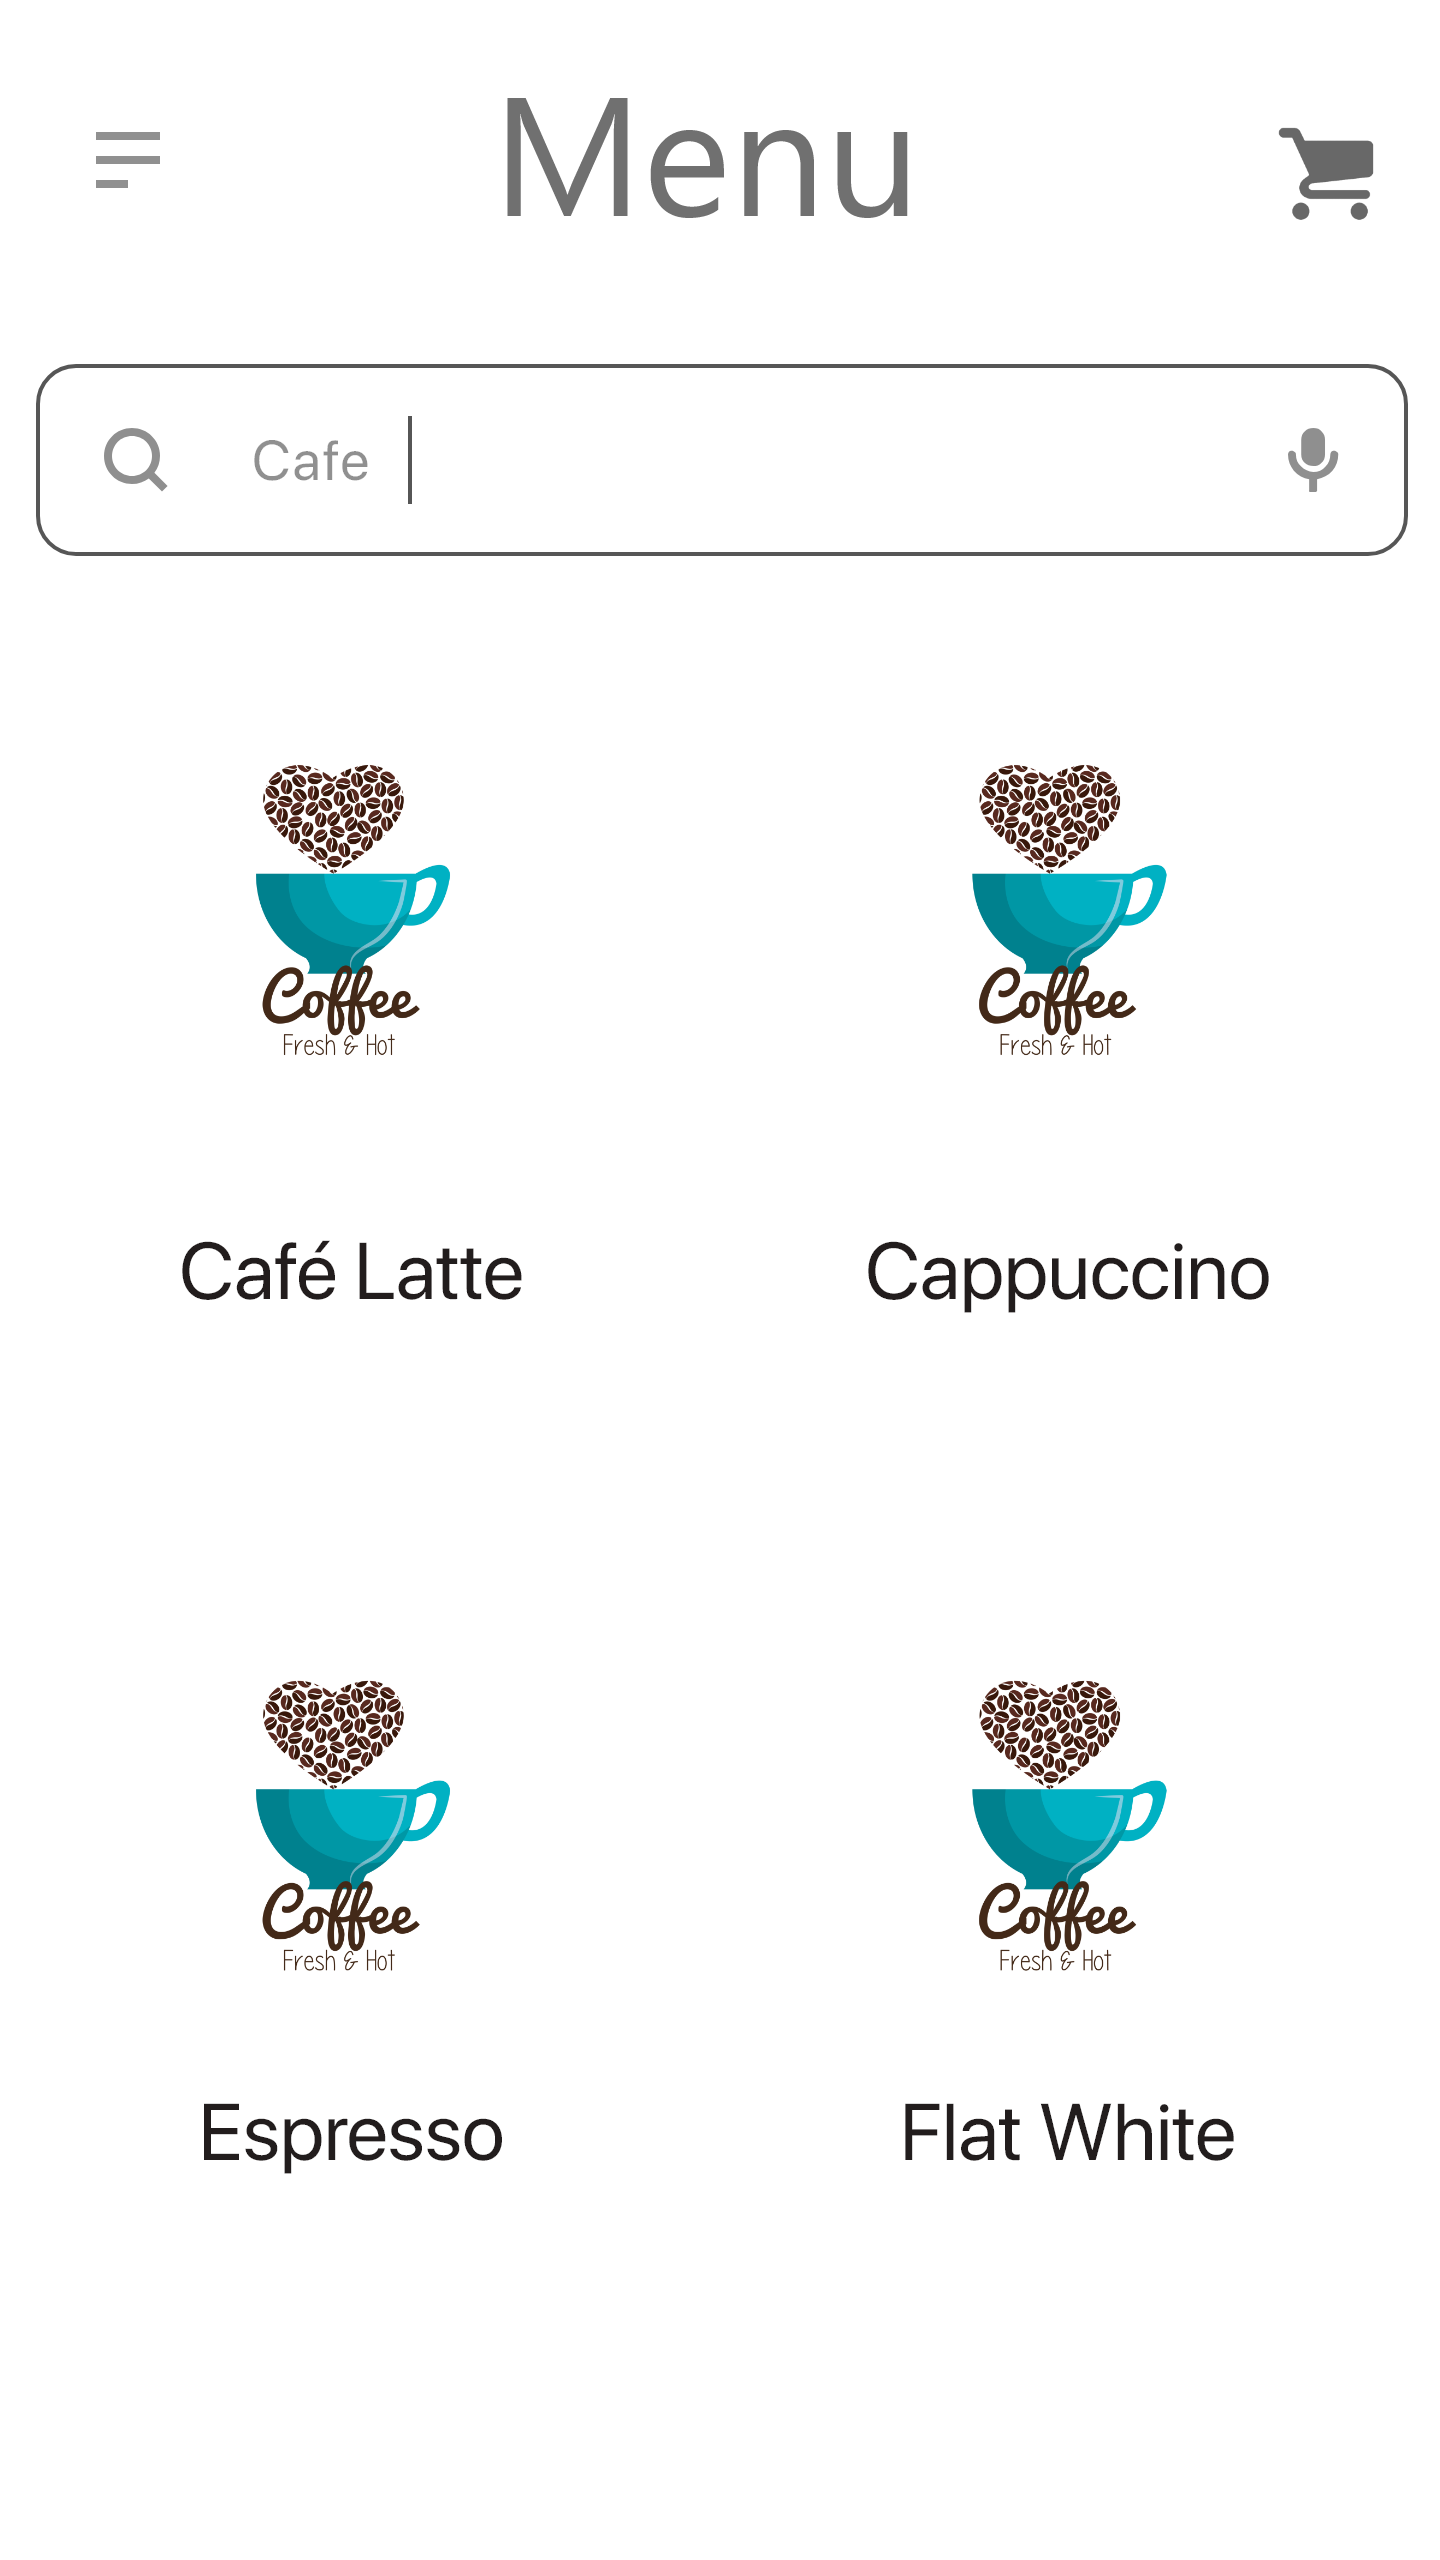 Menu
Cafe
Coffee
Fresh & Hot
Coffee
Fresh & Hot
Café Latte
Cappuccino
Coffee
Fresh & Hot
Coffee
Fresh & Hot
Espresso
Flat White